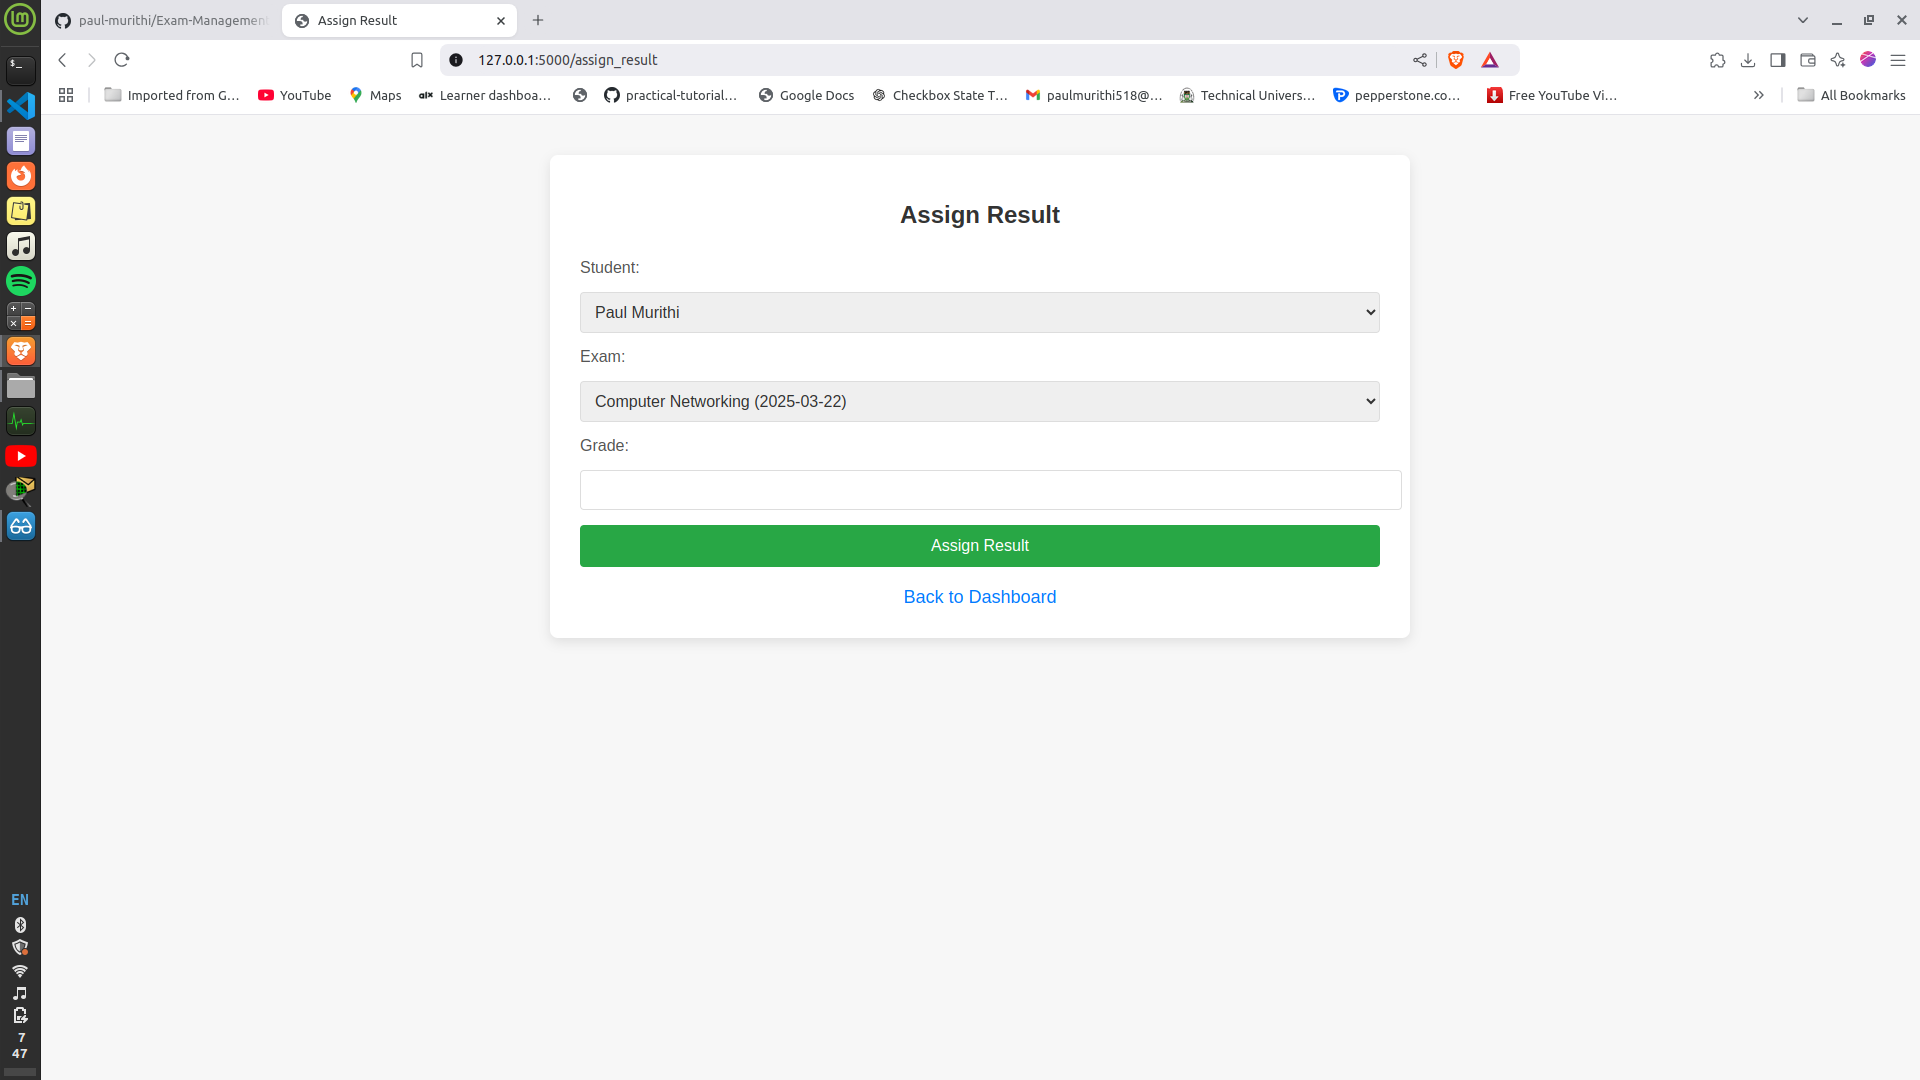 paul-murithi/Exam-Management
Assign Result
127.0.0.1:5000/assign_result
Imported from G...
YouTube
Maps
alx Learner dashboa...
practical-tutorial...
Google Docs
Checkbox State T...
paulmurithi518@...
Technical Univers...
pepperstone.co...
Free YouTube Vi...
All Bookmarks
Assign Result
Student:
Paul Murithi
Exam:
Computer Networking (2025-03-22)
Grade:
Assign Result
Back to Dashboard
EN
7
47